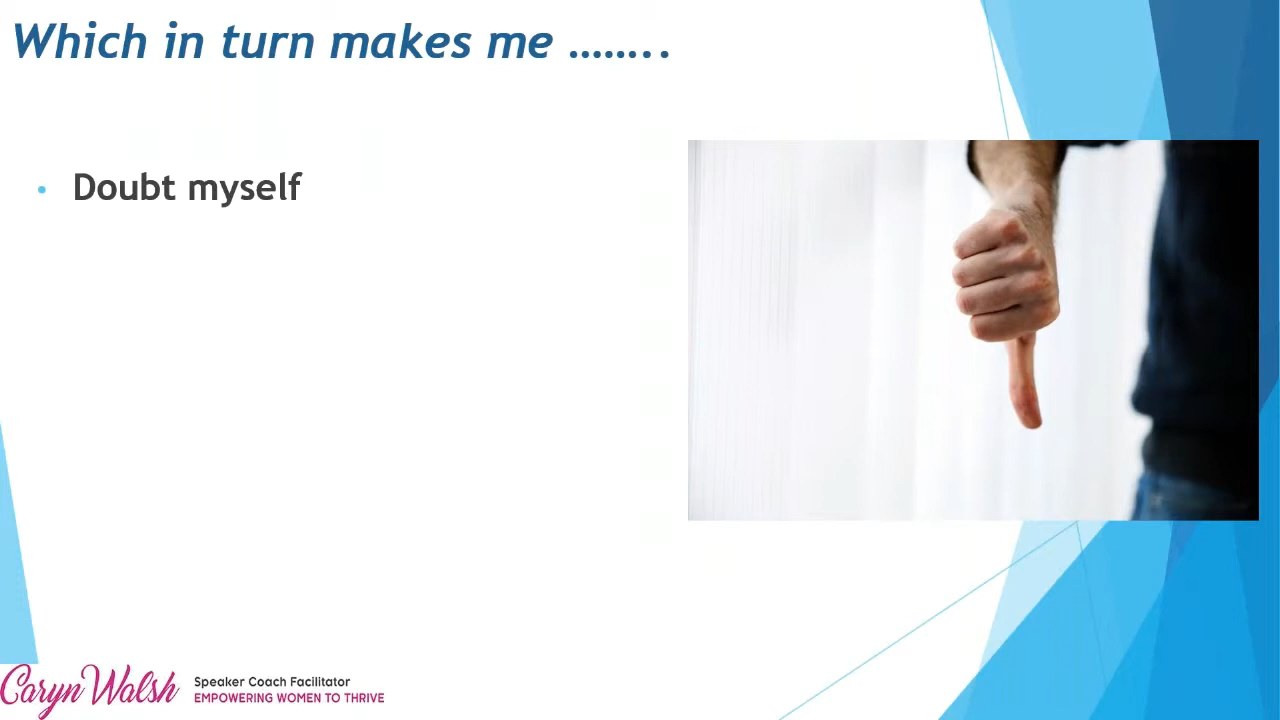 Which in turn makes me ……..
• Doubt myself
Caryn Walsh
Speaker Coach Facilitator
EMPOWERING WOMEN TO THRIVE